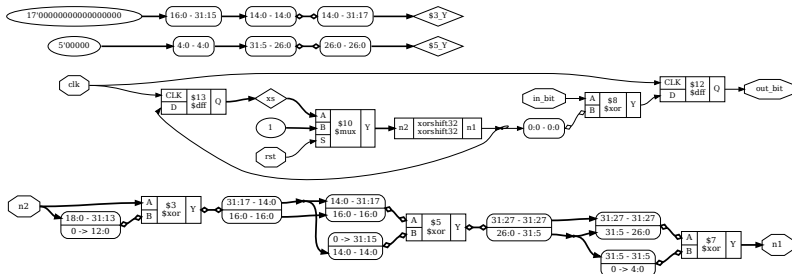 17'00000000000000000 16:0 - 31:15 14:0 - 14:0 14:0 - 31:17 $3_Y
5'00000 4:0 - 4:0 31:5 - 26:0 26:0 - 26:0 $5_Y
clk
CLK
D
$13
$dff
Q
xs
1
rst
A
B
S
$10
$mux
Y
n2
xorshift32
xorshift32
n1
0:0 - 0:0
in_bit
A
B
$8
$xor
Y
CLK
D
$12
$dff
Q
out_bit
n2
18:0 - 31:13
0 -> 12:0
A
B
$3
$xor
Y
31:17 - 14:0
16:0 - 16:0
14:0 - 31:17
16:0 - 16:0
0 -> 31:15
14:0 - 14:0
A
B
$5
$xor
Y
31:27 - 31:27
26:0 - 31:5
31:27 - 31:27
31:5 - 26:0
31:5 - 31:5
0 -> 4:0
A
B
$7
$xor
Y
n1